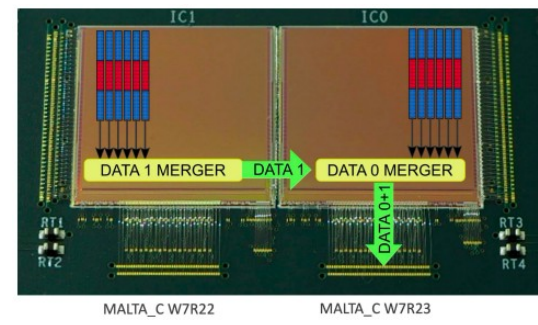 IC1 IC0
DATA 1 MERGER DATA 1 DATA 0 MERGER
DATA 0+1
RT1 RT3
RT2 RT4
MALTA_C W7R22 MALTA_C W7R23